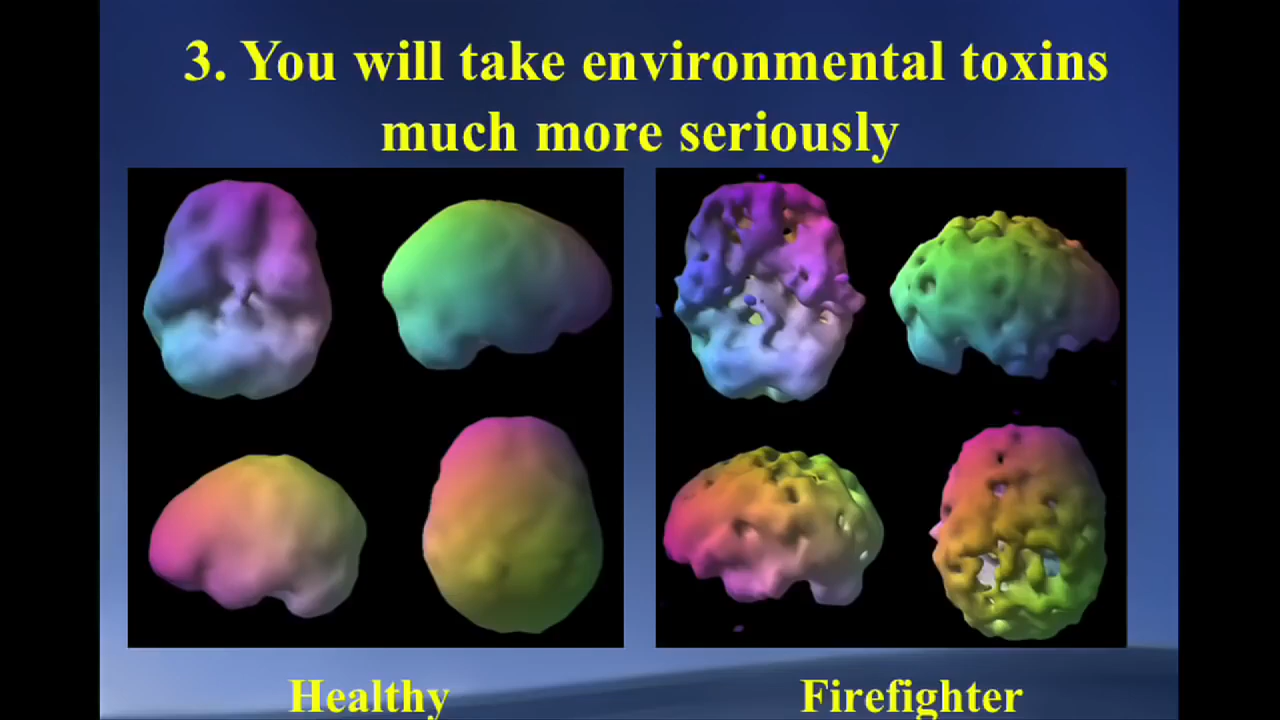 3. You will take environmental toxins
much more seriously
Healthy
Firefighter